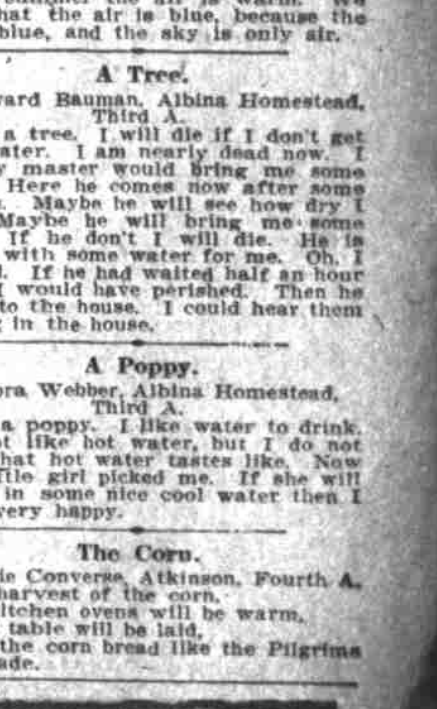 hat the air is blue, because the
blue, and the sky is only air.
A Tree.
ard Bauman, Albina Homestead,
Third A.
a tree. I will die if I don't get
ater. I am nearly dead now. I
y master would bring me some
Here he comes now after some
. Maybe he will see how dry I
Maybe he will bring me some
If he don't I will die. He is
with some water for me. Oh, I
. If he had waited half an hour
I would have perished. Then he
to the house. I could hear them
in the house.
A Poppy.
ora Webber, Albina Homestead,
Third A.
a poppy. I like water to drink.
t like hot water, but I do not
hat hot water tastes like. Now
ttle girl picked me. If she will
in some nice cool water then I
very happy.
The Corn.
ie Converse, Atkinson, Fourth A.
harvest of the corn,
itchen ovens will be warm,
table will be laid,
the corn bread like the Pilgrims
ade.